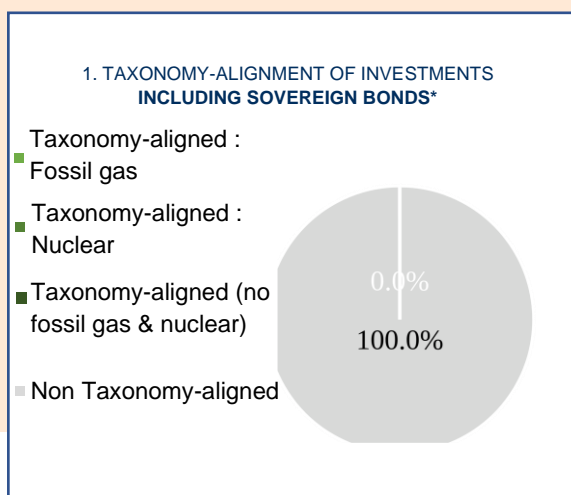 1. TAXONOMY-ALIGNMENT OF INVESTMENTS
INCLUDING SOVEREIGN BONDS*
Taxonomy-aligned :
Fossil gas
Taxonomy-aligned :
Nuclear
Taxonomy-aligned (no
fossil gas & nuclear)
Non Taxonomy-aligned
0.0%
100.0%